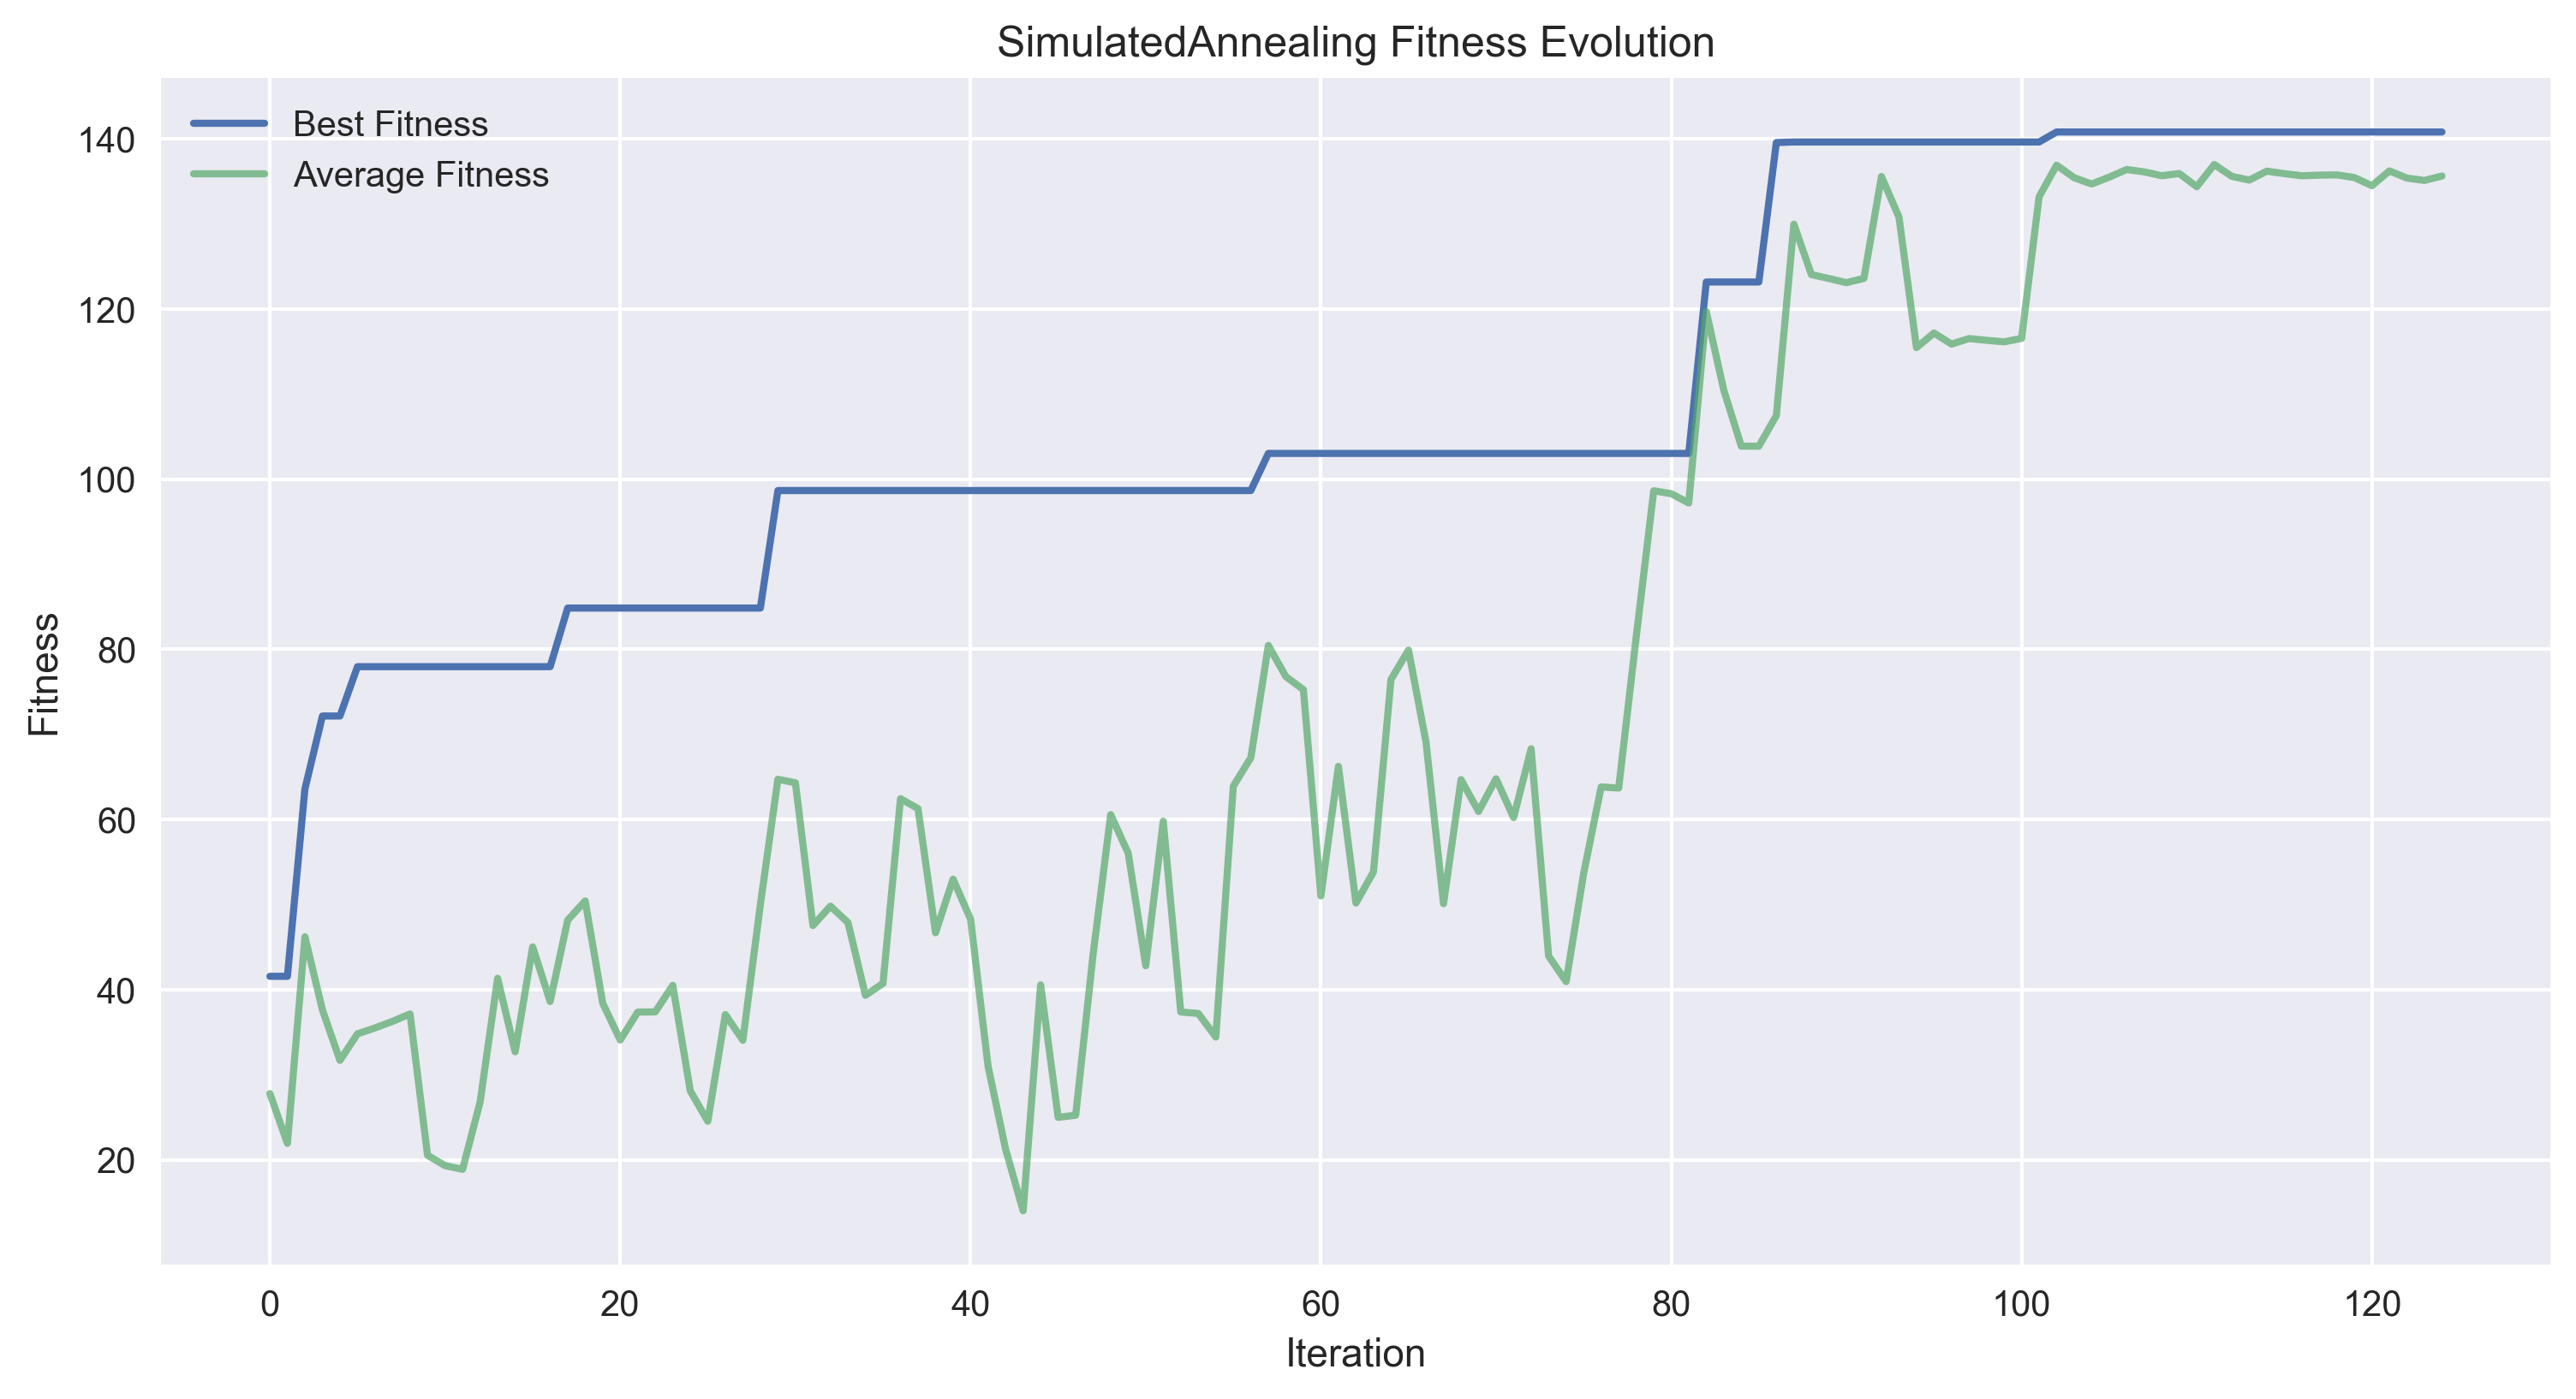 SimulatedAnnealing Fitness Evolution
Best Fitness
Average Fitness
140
120
100
80
60
40
20
Fitness
0 20 40 60 80 100 120
Iteration